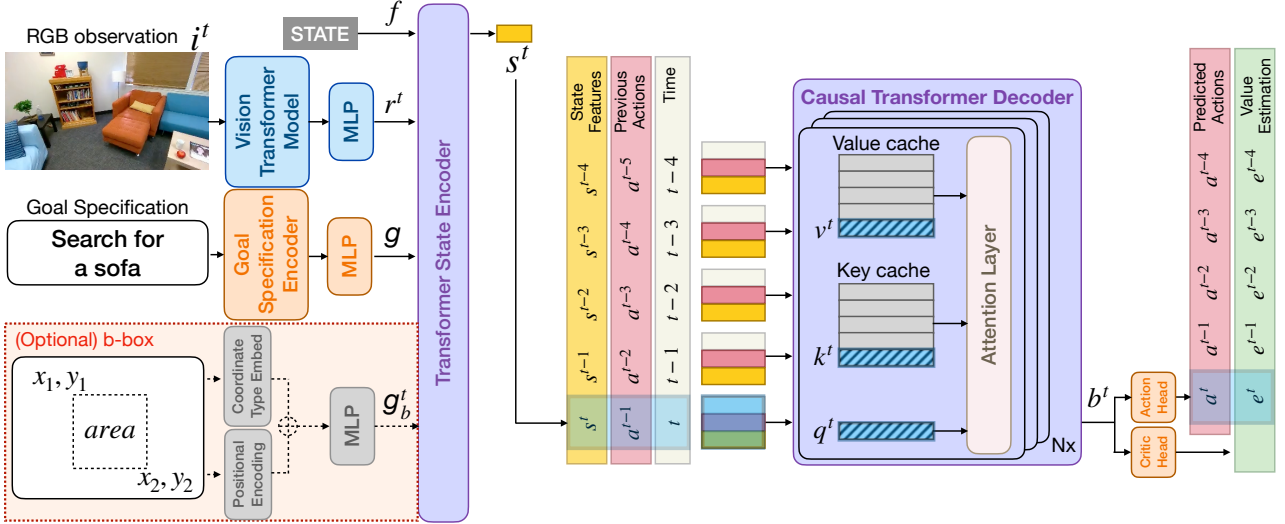 RGB observation i^t
STATE
f
Vision
Transformer
Model
MLP
r^t
Goal Specification
Search for
a sofa
Goal
Specification
Encoder
MLP
g
(Optional) b-box
x_1, y_1
area
x_2, y_2
Coordinate
Type Embed
Positional
Encoding
MLP
g_b^t
Transformer State Encoder
s^t
State
Features
s^{t-4}
s^{t-3}
s^{t-2}
s^{t-1}
s^t
Previous
Actions
a^{t-5}
a^{t-4}
a^{t-3}
a^{t-2}
a^{t-1}
Time
t-4
t-3
t-2
t-1
t
Causal Transformer Decoder
Value cache
v^t
Key cache
k^t
q^t
Attention Layer
Nx
b^t
Action
Head
Critic
Head
Predicted
Actions
a^{t-4}
a^{t-3}
a^{t-2}
a^{t-1}
a^t
Value
Estimation
e^{t-4}
e^{t-3}
e^{t-2}
e^{t-1}
e^t